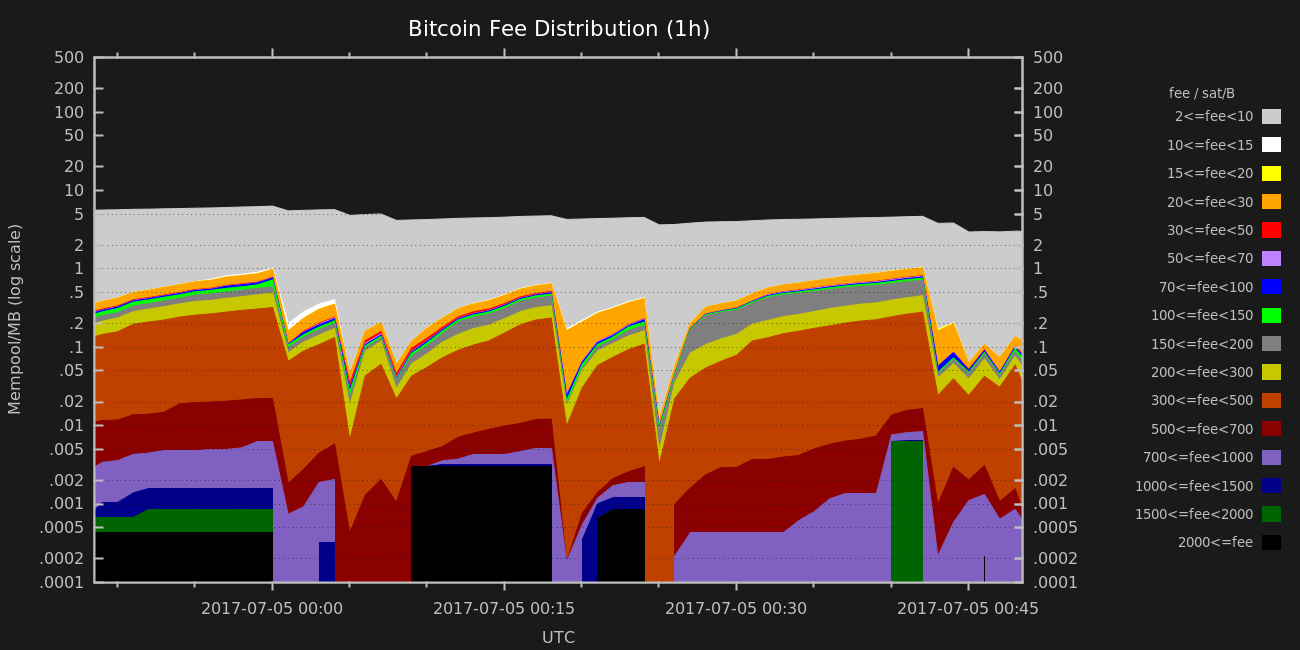 Bitcoin Fee Distribution (1h)
Mempool/MB (log scale)
500
200
100
50
20
10
5
2
1
.5
.2
.1
.05
.02
.01
.005
.002
.001
.0005
.0002
.0001
500
200
100
50
20
10
5
2
1
.5
.2
.1
.05
.02
.01
.005
.002
.001
.0005
.0002
.0001
2017-07-05 00:00
2017-07-05 00:15
2017-07-05 00:30
2017-07-05 00:45
UTC
fee / sat/B
2<=fee<10
10<=fee<15
15<=fee<20
20<=fee<30
30<=fee<50
50<=fee<70
70<=fee<100
100<=fee<150
150<=fee<200
200<=fee<300
300<=fee<500
500<=fee<700
700<=fee<1000
1000<=fee<1500
1500<=fee<2000
2000<=fee